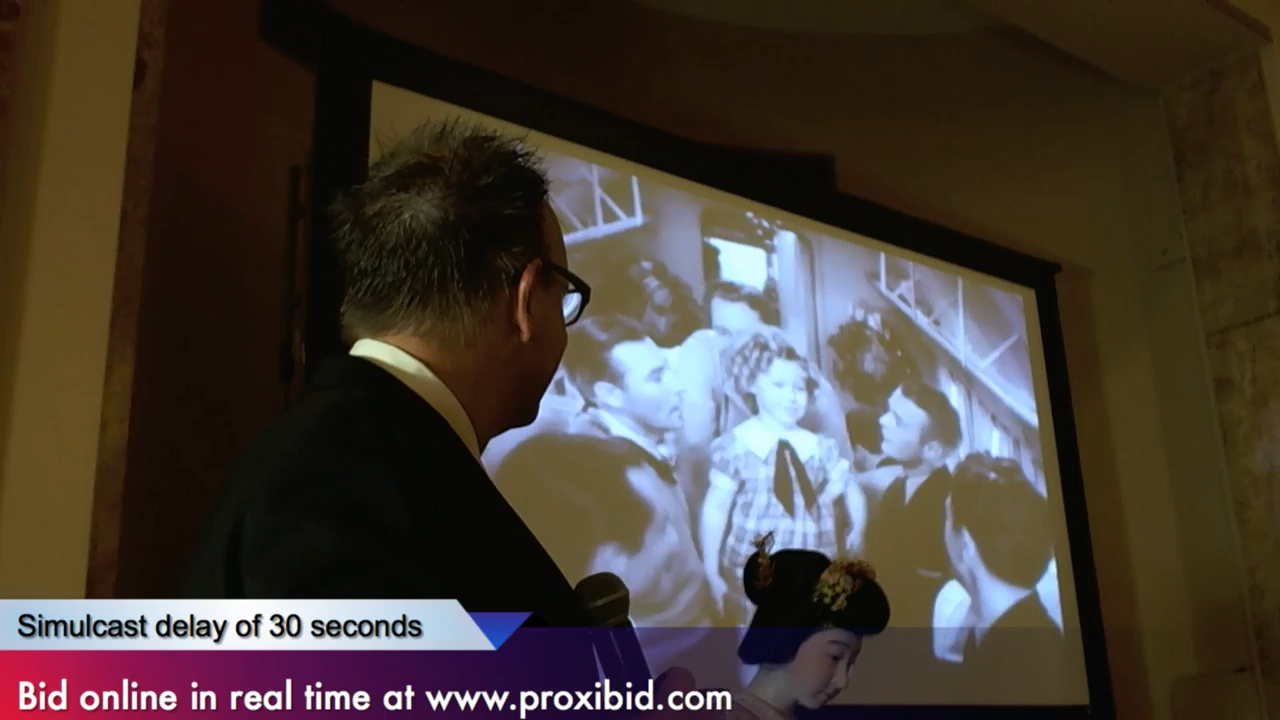 Simulcast delay of 30 seconds
Bid online in real time at www.proxibid.com